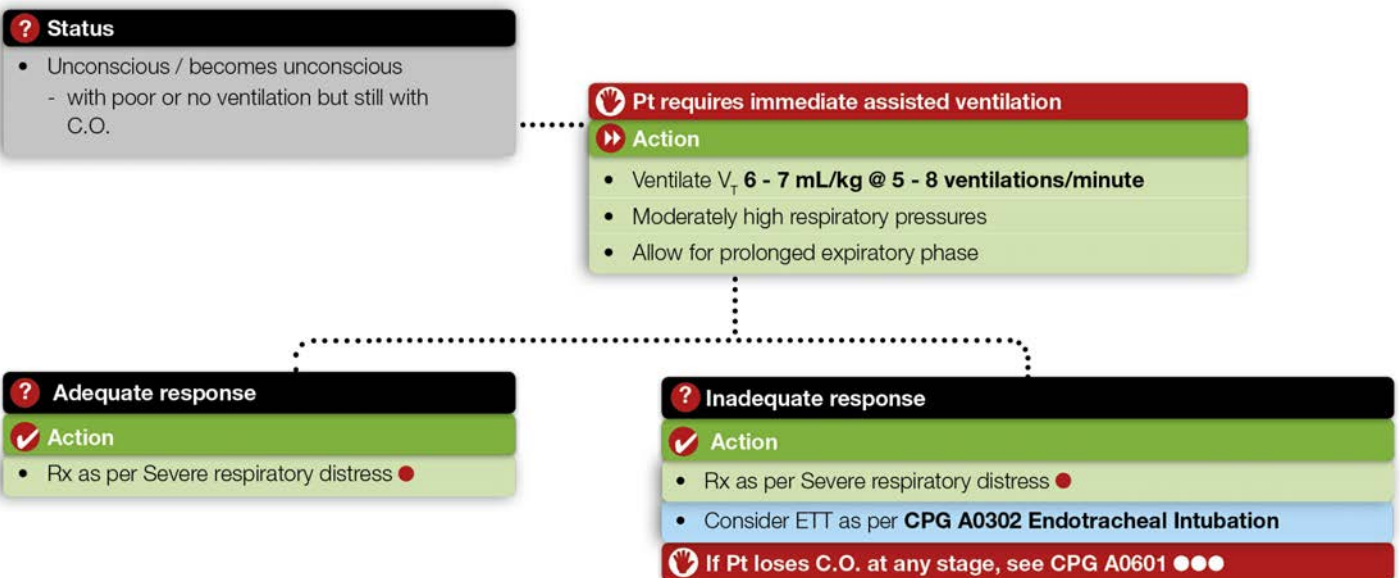 ? Status
• Unconscious / becomes unconscious
- with poor or no ventilation but still with
C.O.
Pt requires immediate assisted ventilation
Action
• Ventilate VT 6 - 7 mL/kg @ 5 - 8 ventilations/minute
• Moderately high respiratory pressures
• Allow for prolonged expiratory phase
? Adequate response
Action
• Rx as per Severe respiratory distress
? Inadequate response
Action
• Rx as per Severe respiratory distress
• Consider ETT as per CPG A0302 Endotracheal Intubation
If Pt loses C.O. at any stage, see CPG A0601